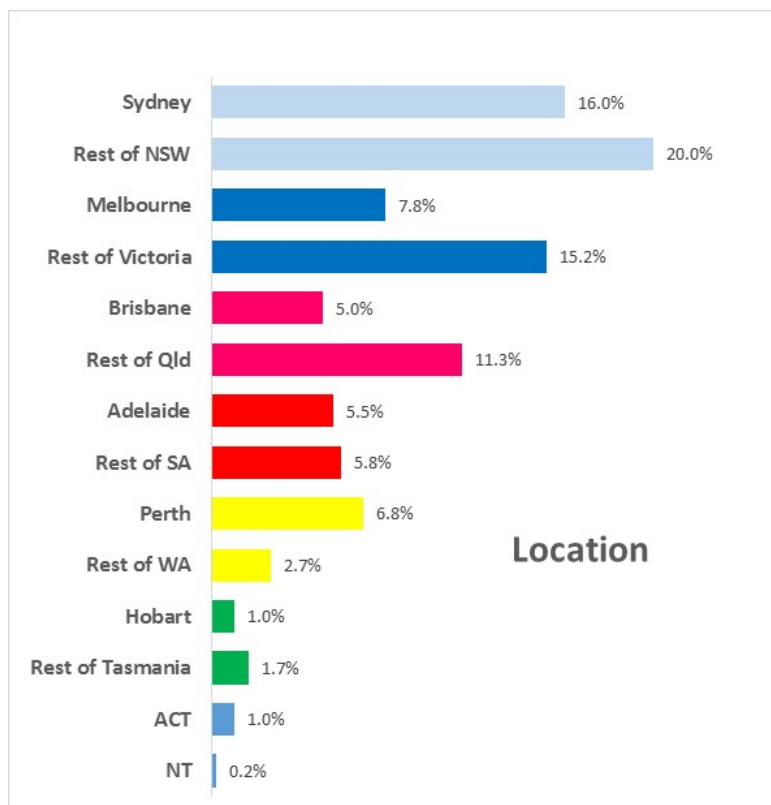 Sydney 16.0%
Rest of NSW 20.0%
Melbourne 7.8%
Rest of Victoria 15.2%
Brisbane 5.0%
Rest of Qld 11.3%
Adelaide 5.5%
Rest of SA 5.8%
Perth 6.8%
Location
Rest of WA 2.7%
Hobart 1.0%
Rest of Tasmania 1.7%
ACT 1.0%
NT 0.2%